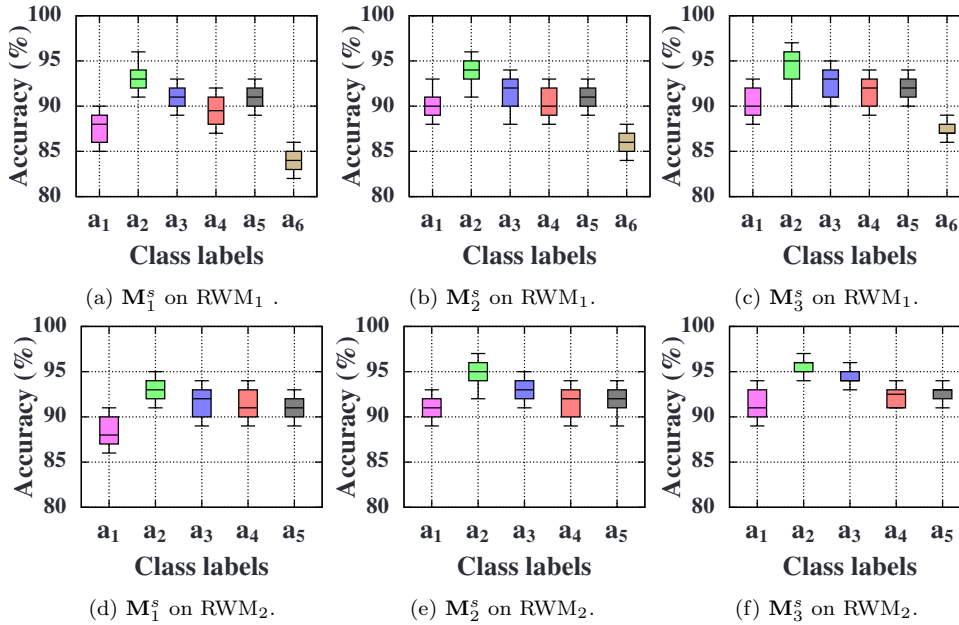 100
95
90
85
80
Accuracy (%)
a1 a2 a3 a4 a5 a6
Class labels
(a) M₁ˢ on RWM₁ .
100
95
90
85
80
Accuracy (%)
a1 a2 a3 a4 a5 a6
Class labels
(b) M₂ˢ on RWM₁.
100
95
90
85
80
Accuracy (%)
a1 a2 a3 a4 a5 a6
Class labels
(c) M₃ˢ on RWM₁.
100
95
90
85
80
Accuracy (%)
a1 a2 a3 a4 a5
Class labels
(d) M₁ˢ on RWM₂.
100
95
90
85
80
Accuracy (%)
a1 a2 a3 a4 a5
Class labels
(e) M₂ˢ on RWM₂.
100
95
90
85
80
Accuracy (%)
a1 a2 a3 a4 a5
Class labels
(f) M₃ˢ on RWM₂.